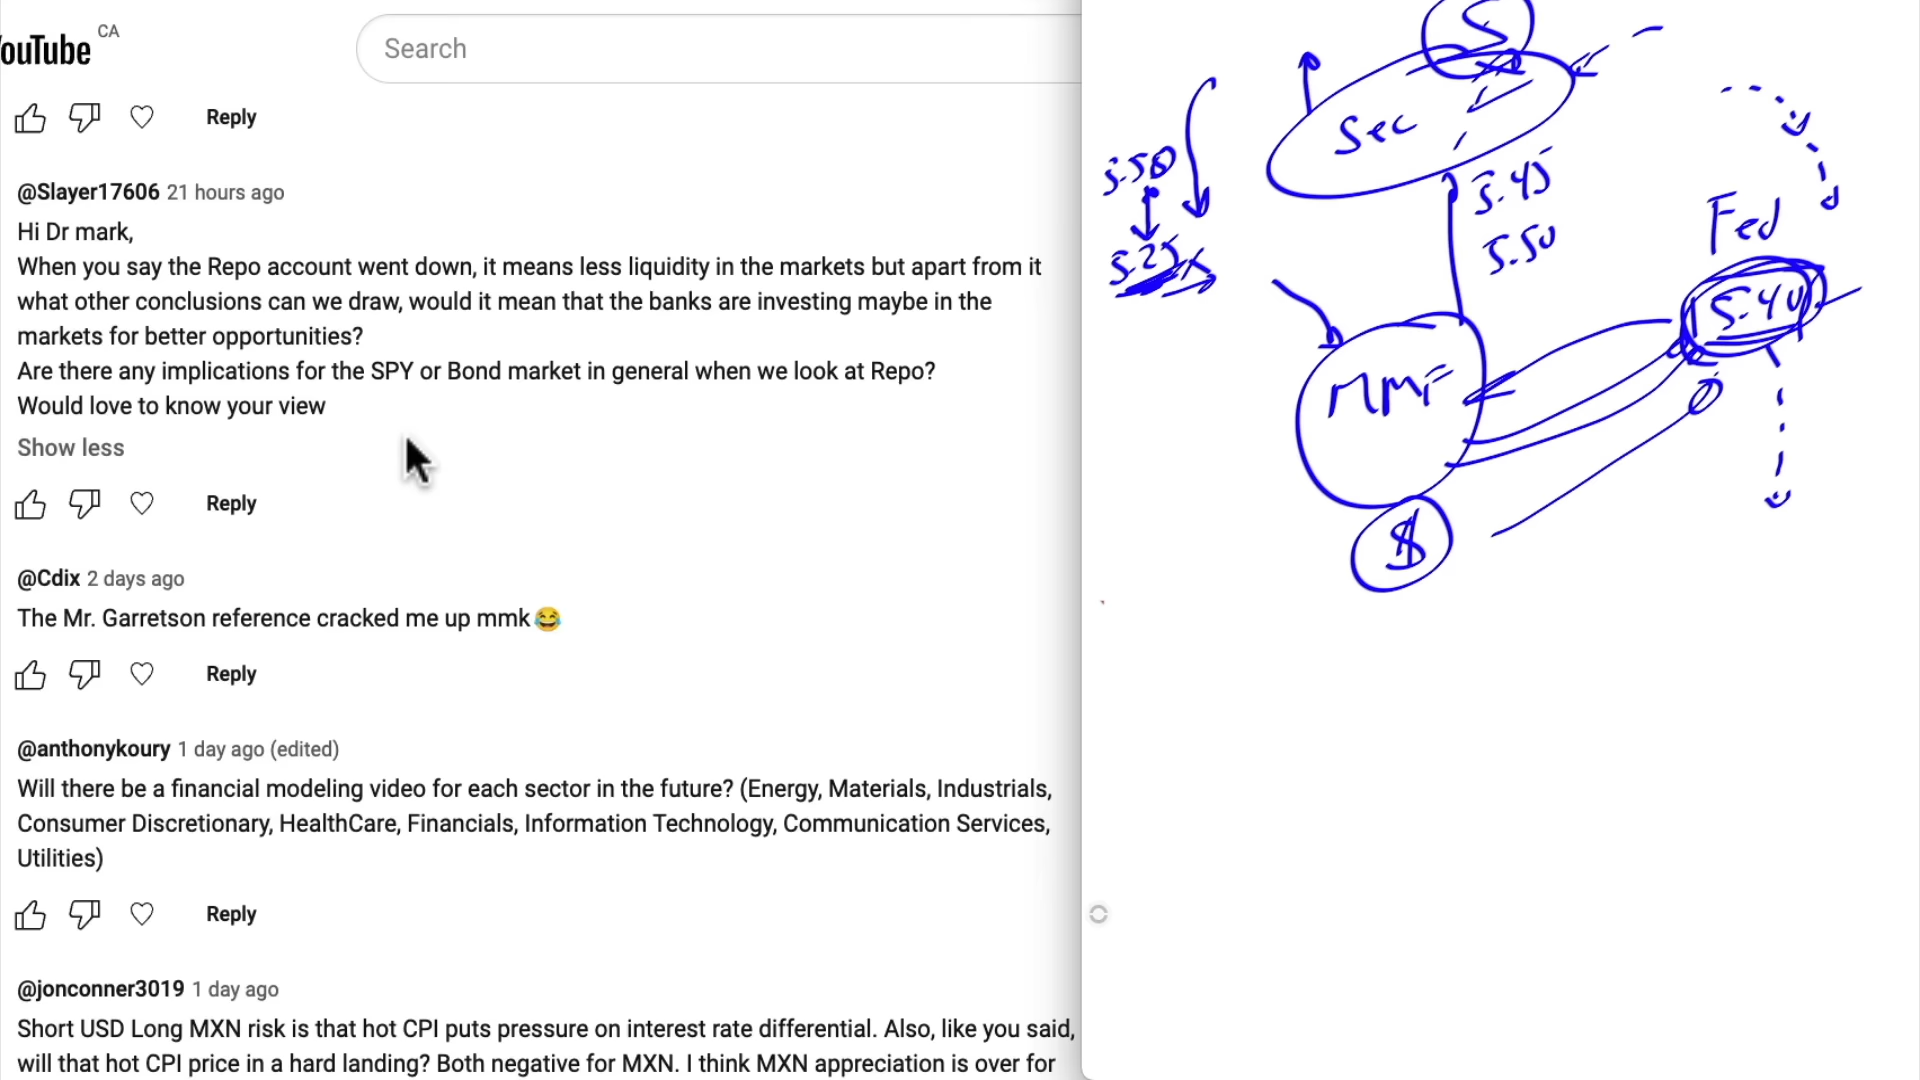 ouTube CA
Search
Reply
@Slayer17606 21 hours ago
Hi Dr mark,
When you say the Repo account went down, it means less liquidity in the markets but apart from it
what other conclusions can we draw, would it mean that the banks are investing maybe in the
markets for better opportunities?
Are there any implications for the SPY or Bond market in general when we look at Repo?
Would love to know your view
Show less
Reply
@Cdix 2 days ago
The Mr. Garretson reference cracked me up mmk😂
Reply
@anthonykoury 1 day ago (edited)
Will there be a financial modeling video for each sector in the future? (Energy, Materials, Industrials,
Consumer Discretionary, HealthCare, Financials, Information Technology, Communication Services,
Utilities)
Reply
@jonconner3019 1 day ago
Short USD Long MXN risk is that hot CPI puts pressure on interest rate differential. Also, like you said,
will that hot CPI price in a hard landing? Both negative for MXN. I think MXN appreciation is over for
Sec
5.50
5.25
5.45
5.50
Fed
5.40
MMF
$